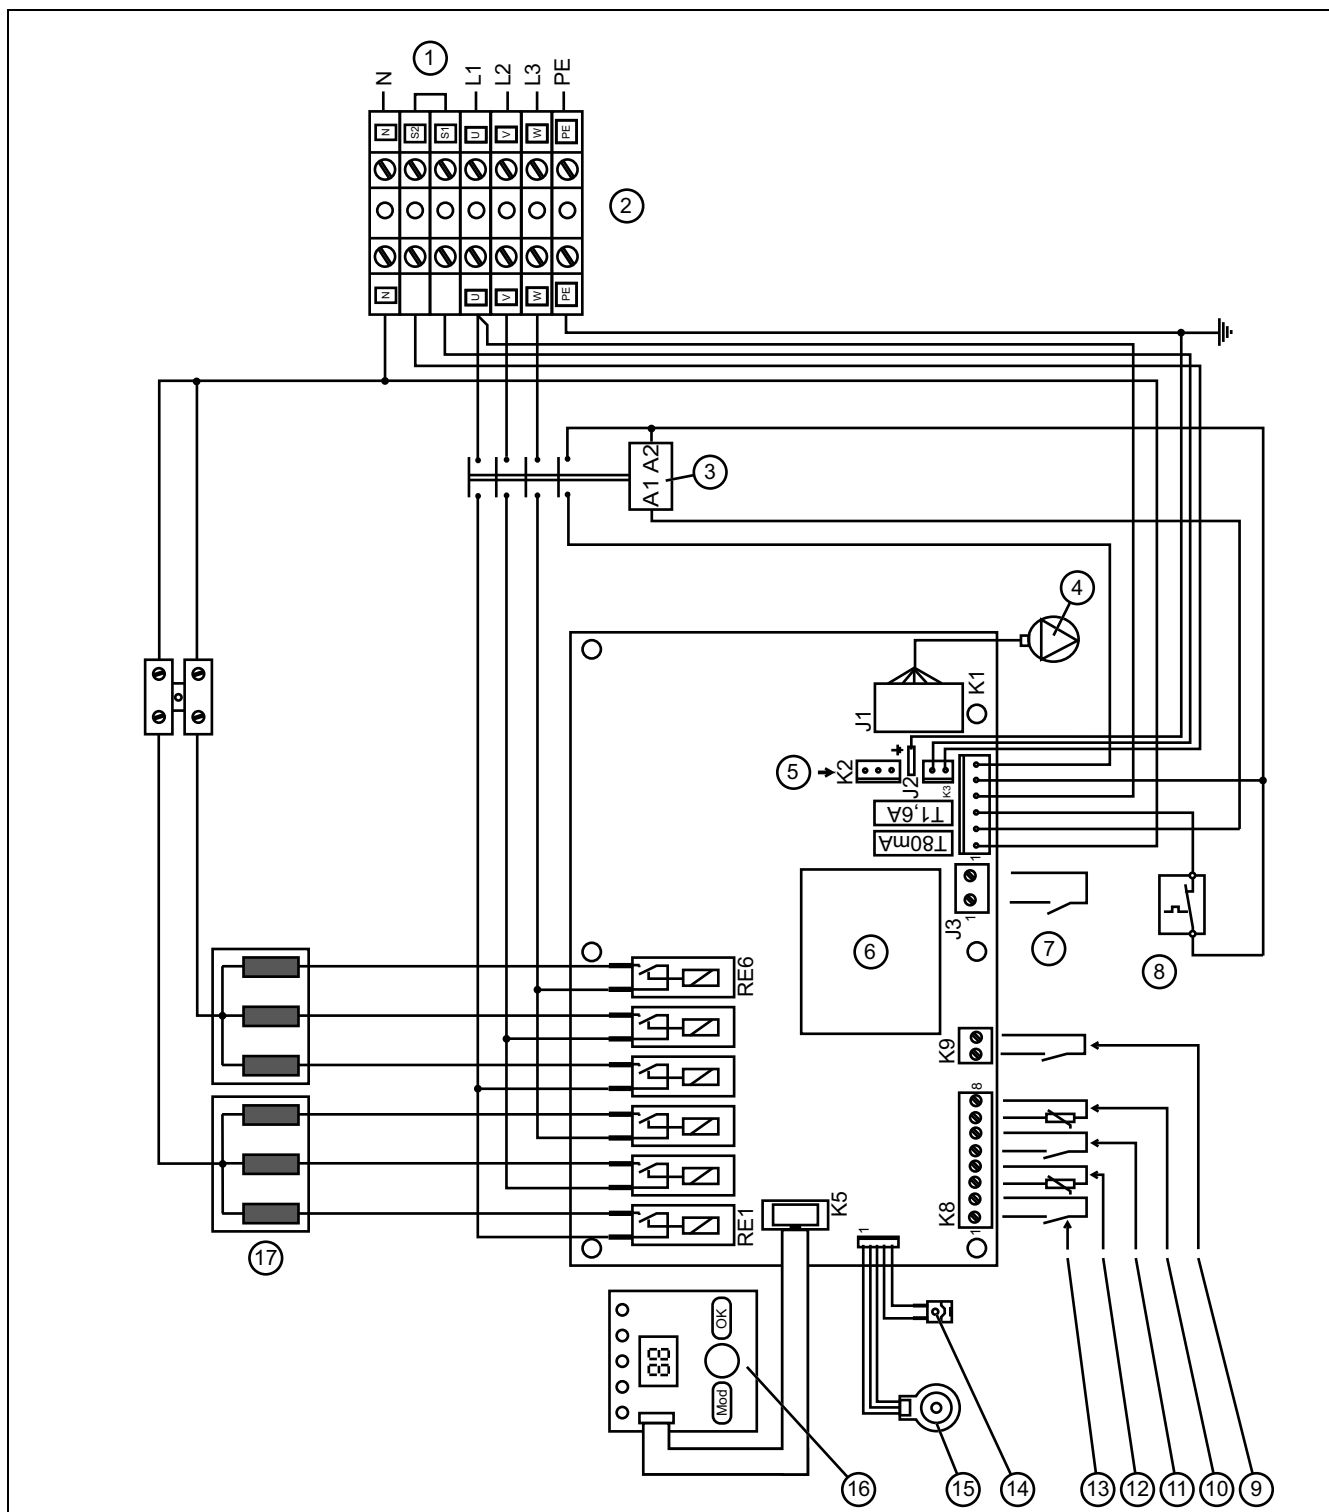 1
N L1 L2 L3 PE
N S2 S1 U V W PE
2
N U V W PE
A1 A2
3
4
J1 K1
5 K2 + J2 K3
T1,6A
T80mA
1
6
J3 1
7
8
RE6
K9
8
K8
1
RE1
K5
1
17
OK
88
Mod
16 15 14 13 12 11 10 9